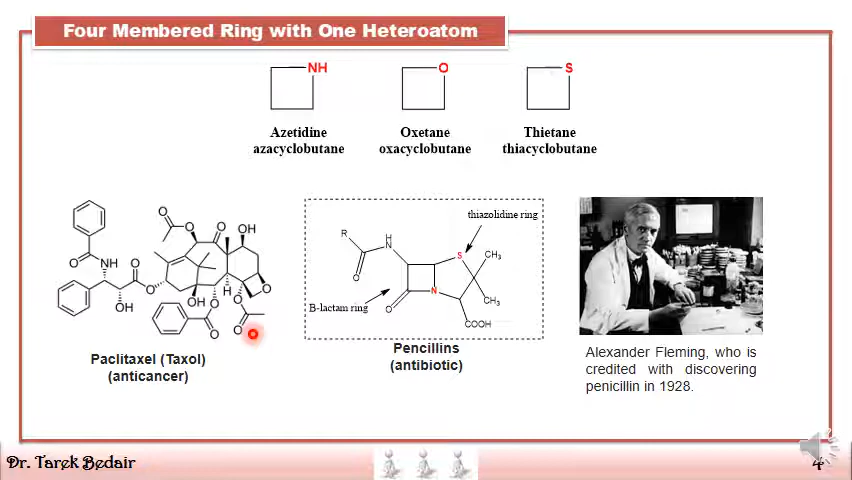 Four Membered Ring with One Heteroatom
NH
O
S
Azetidine
azacyclobutane
Oxetane
oxacyclobutane
Thietane
thiacyclobutane
O
O
O
OH
O
NH
O
O
OH
HO
H
O
O
O
O
O
O
Paclitaxel (Taxol)
(anticancer)
thiazolidine ring
R
H
N
O
S
CH3
N
CH3
O
COOH
B-lactam ring
Pencillins
(antibiotic)
Alexander Fleming, who is
credited with discovering
penicillin in 1928.
Dr. Tarek Bedair
4